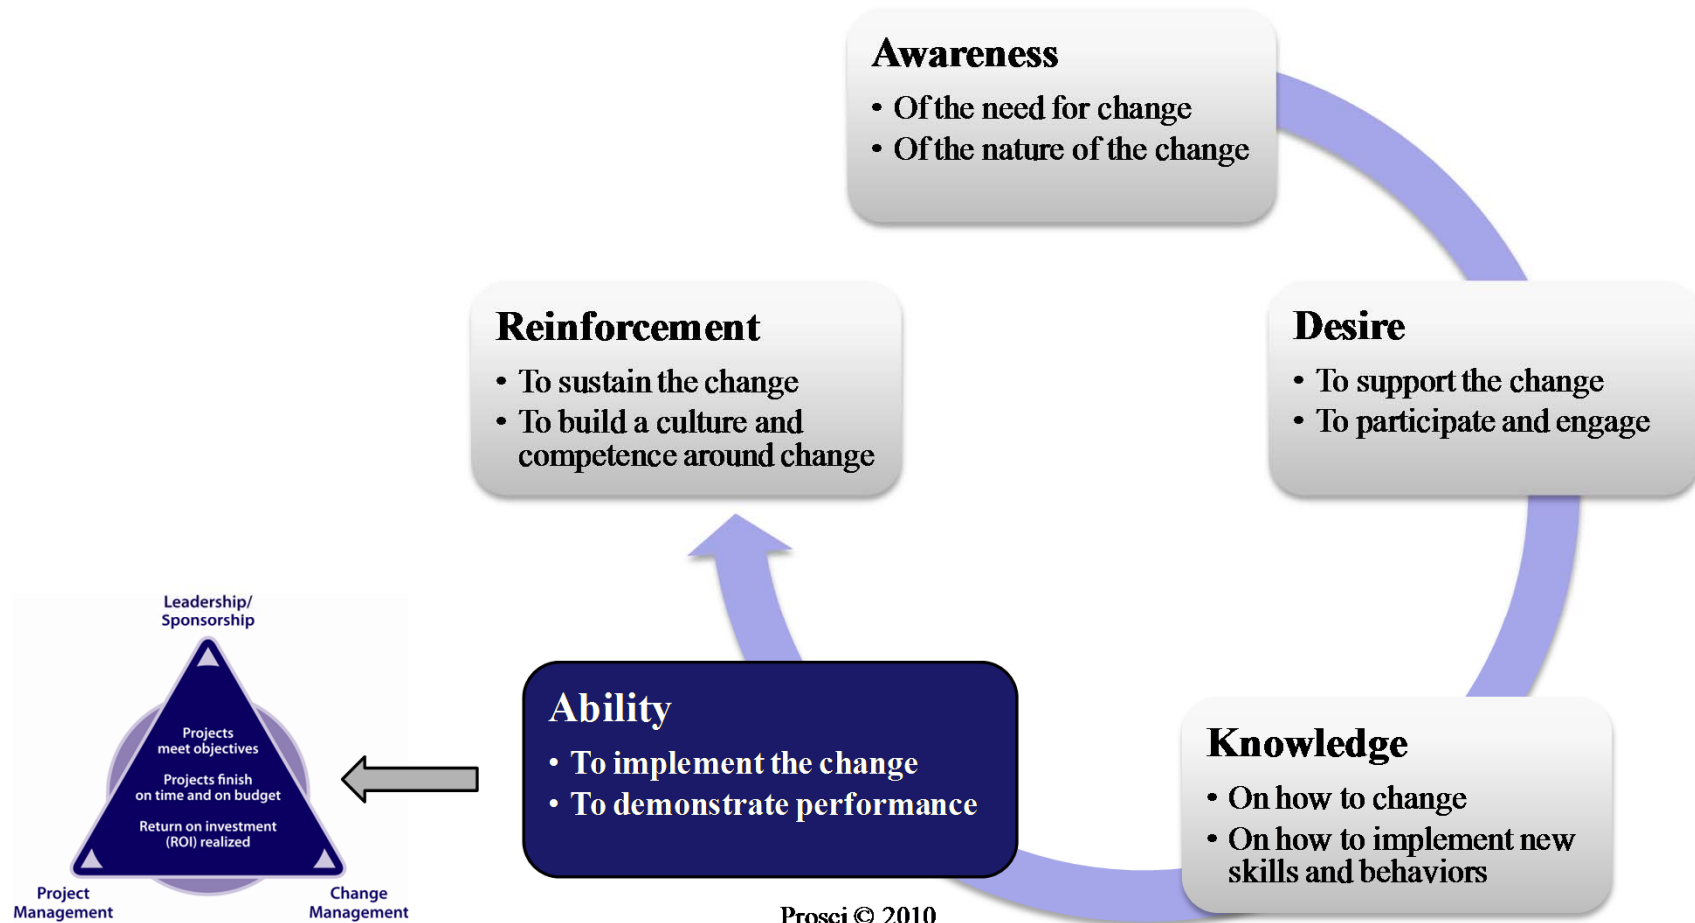 Awareness
• Of the need for change
• Of the nature of the change
Desire
• To support the change
• To participate and engage
Knowledge
• On how to change
• On how to implement new
skills and behaviors
Ability
• To implement the change
• To demonstrate performance
Reinforcement
• To sustain the change
• To build a culture and
competence around change
Leadership/
Sponsorship
Projects
meet objectives
Projects finish
on time and on budget
Return on investment
(ROI) realized
Project
Management
Change
Management
Prosci © 2010